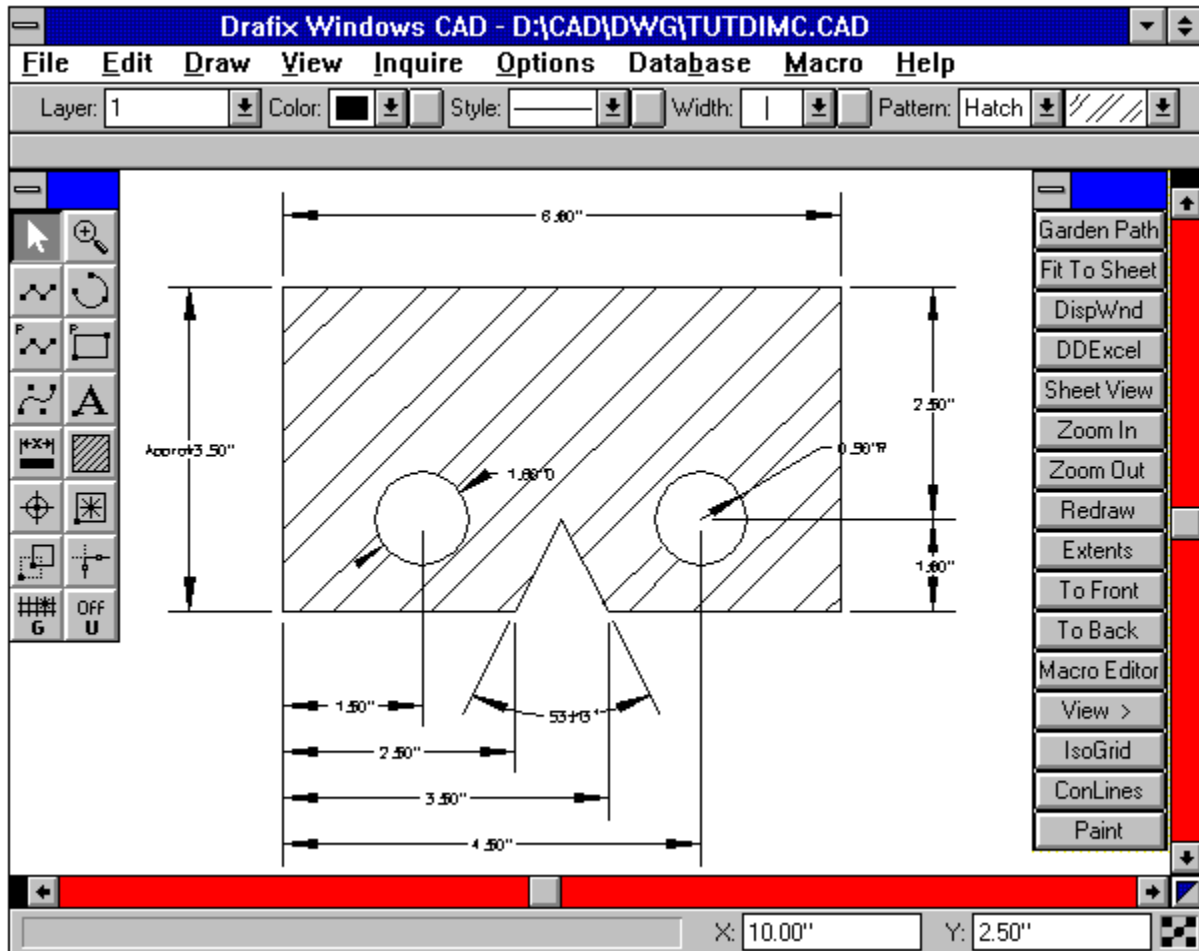 Drafix Windows CAD - D:\CAD\DWG\TUTDIMC.CAD
File Edit Draw View Inquire Options Database Macro Help
Layer: 1 Color: Style: Width: Pattern: Hatch
6.00"
Garden Path
Fit To Sheet
DispWnd
DDExcel
Sheet View
Zoom In
Zoom Out
Redraw
Extents
To Front
To Back
Macro Editor
View >
IsoGrid
ConLines
Paint
P P
A
X
G
OFF
U
2.50"
3.50"
1.00"D
0.50"R
1.00"
1.50"
2.50"
3.50"
4.50"
X: 10.00" Y: 2.50"